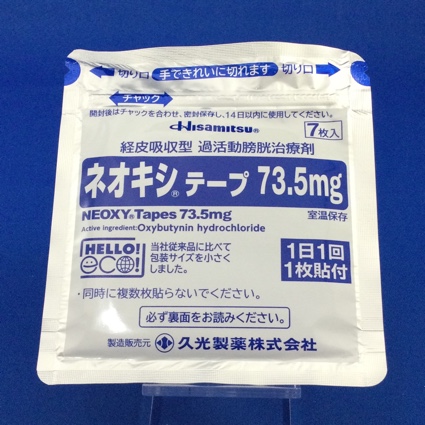 切り口 手できれいに切れます 切り口
チャック
開封後はチャックを合わせ、密封保存し、14日以内に使用してください。
Hisamitsu®
7枚入
経皮吸収型 過活動膀胱治療剤
ネオキシ®テープ 73.5mg
NEOXY®Tapes 73.5mg
室温保存
Active ingredient:Oxybutynin hydrochloride
HELLO!
eco!
当社従来品に比べて
包装サイズを小さく
しました。
1日1回
1枚貼付
・同時に複数枚貼らないでください。
必ず裏面をお読みください。
製造販売元 久光製薬株式会社